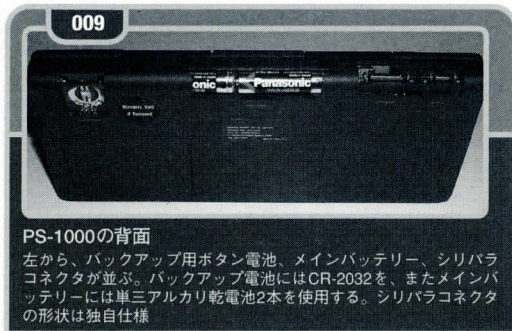 009
onic
Panasonic
Warranty Void
if Removed
PS-1000の背面
左から、バックアップ用ボタン電池、メインバッテリー、シリパラ
コネクタが並ぶ。バックアップ電池にはCR-2032を、またメインバ
ッテリーには単三アルカリ乾電池2本を使用する。シリパラコネクタ
の形状は独自仕様